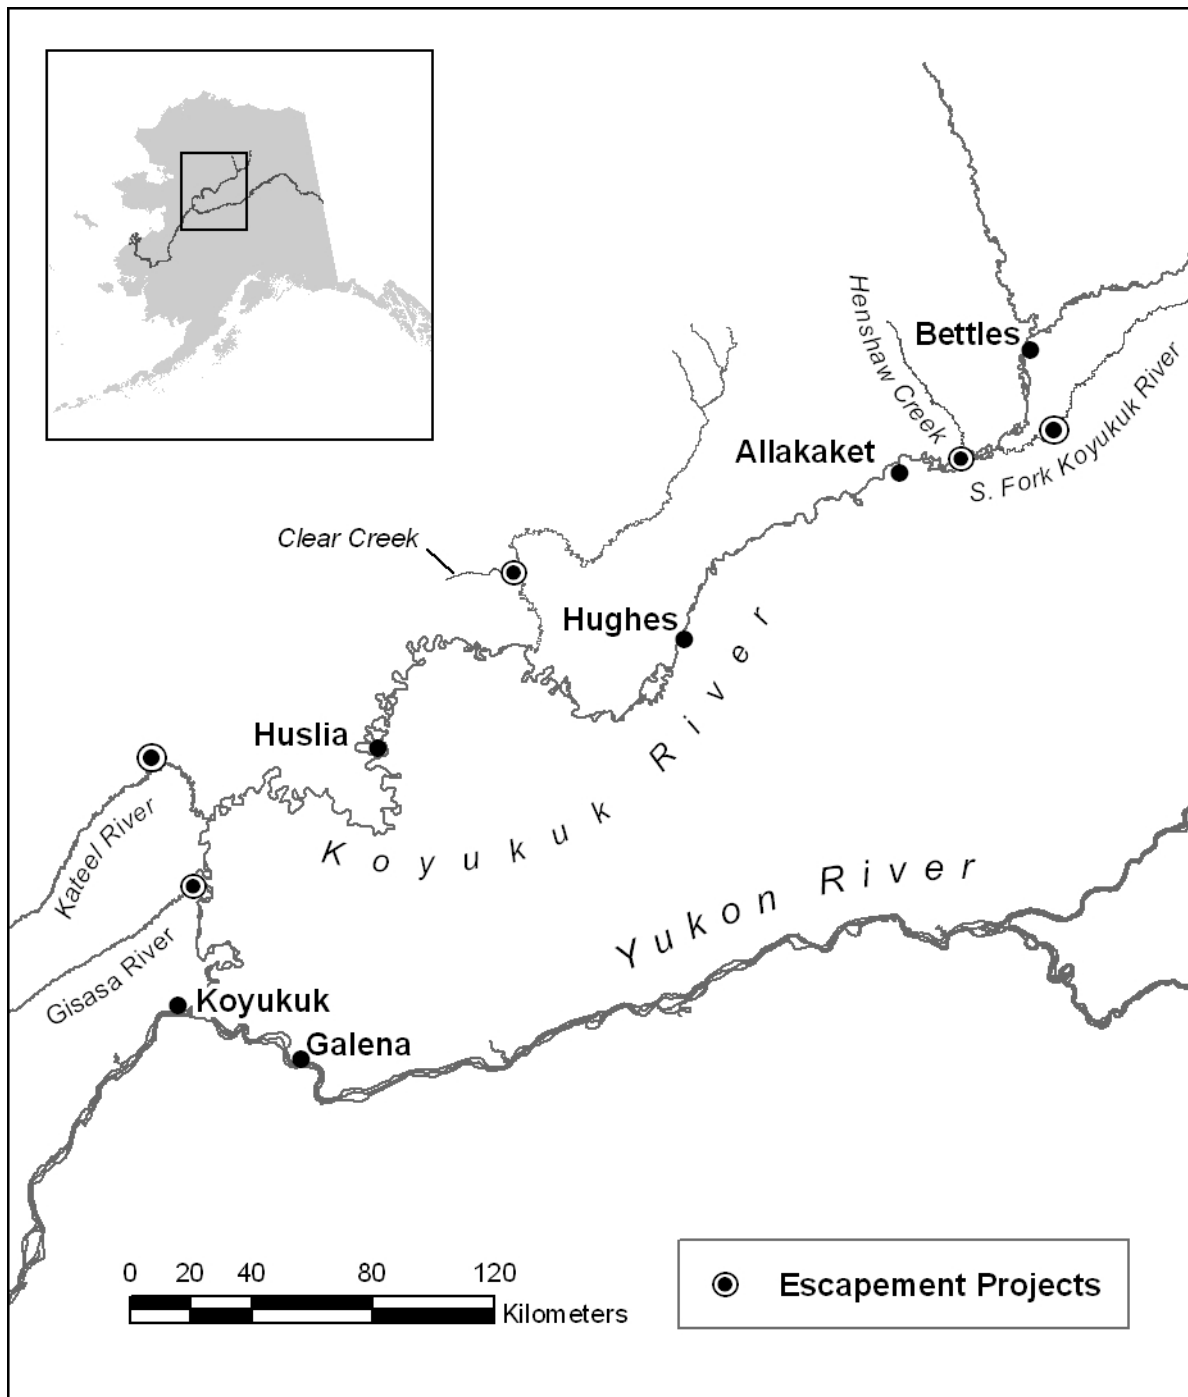 Henshaw Creek
Bettles
S. Fork Koyukuk River
Allakaket
Clear Creek
Hughes
Huslia
Koyukuk River
Kateel River
Yukon River
Gisasa River
Koyukuk
Galena
0 20 40 80 120
Kilometers
Escapement Projects